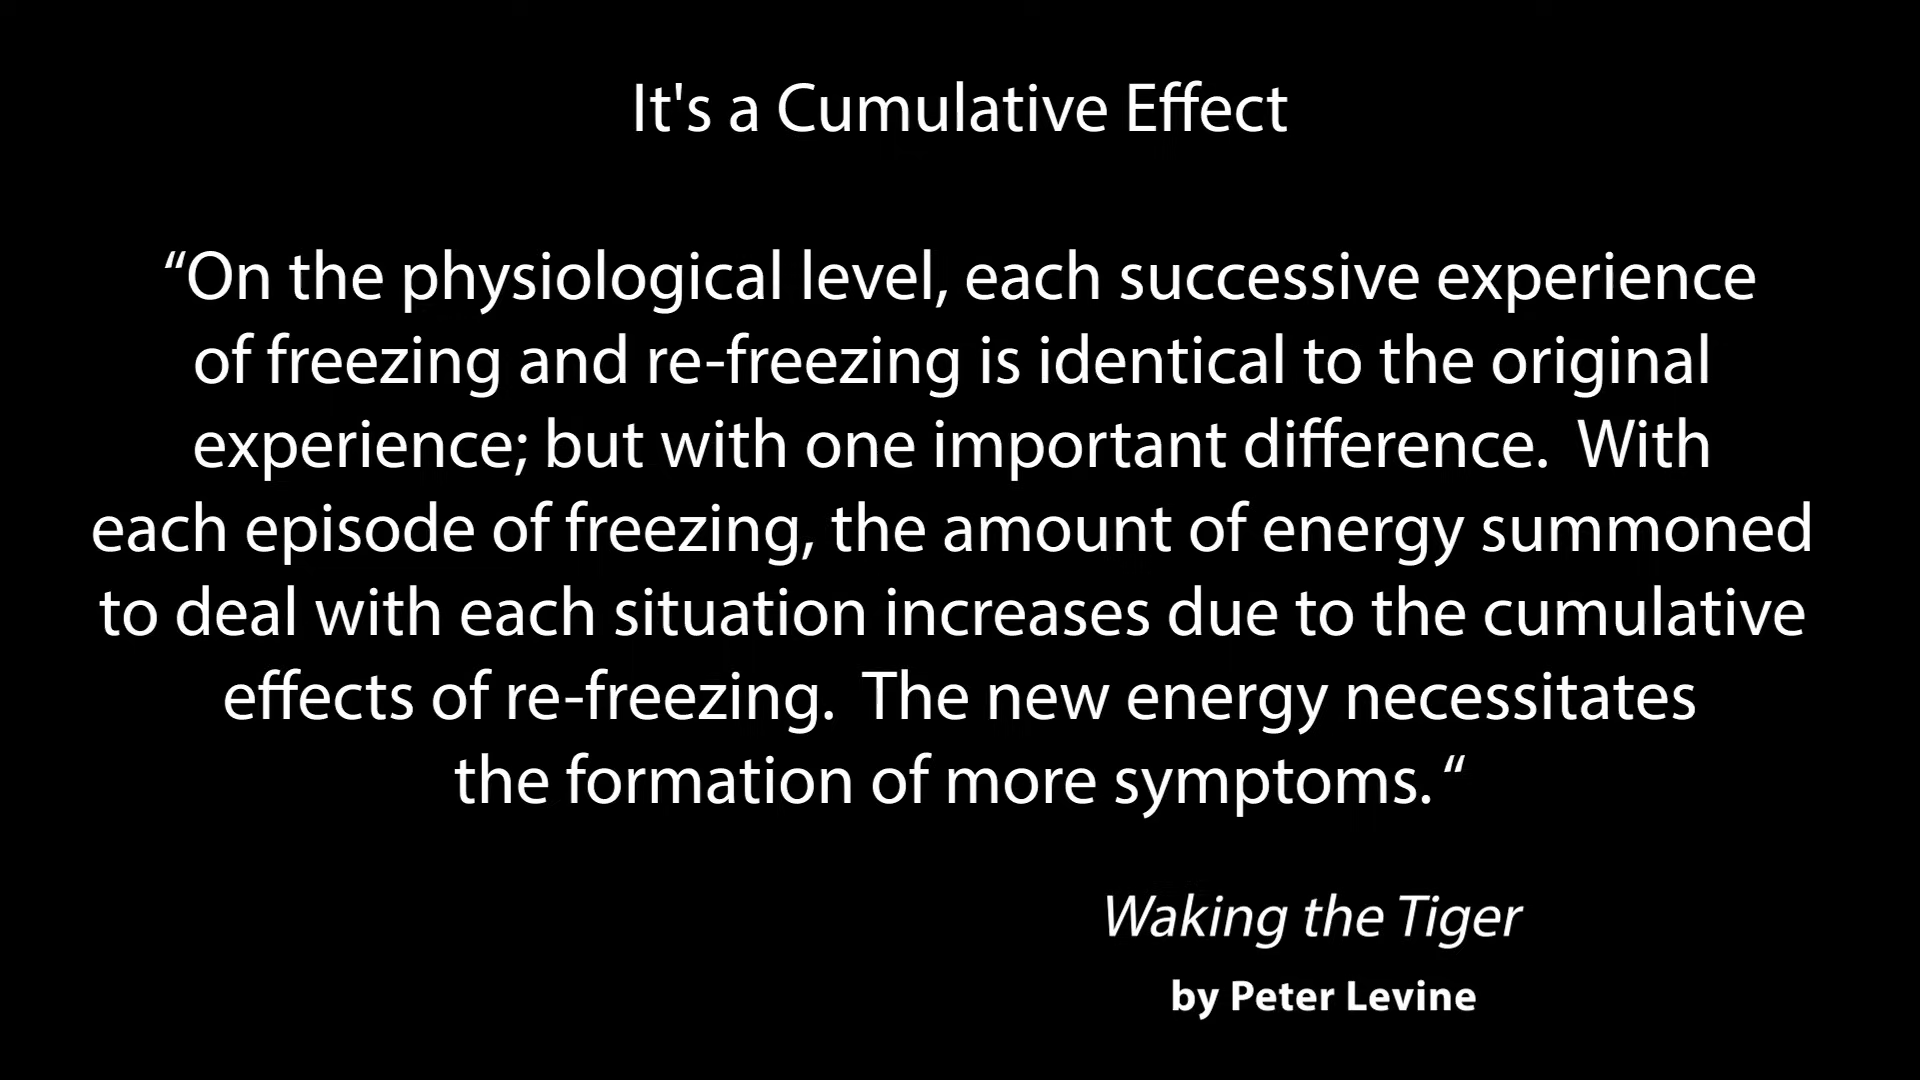 It's a Cumulative Effect
“On the physiological level, each successive experience
of freezing and re-freezing is identical to the original
experience; but with one important difference.  With
each episode of freezing, the amount of energy summoned
to deal with each situation increases due to the cumulative
effects of re-freezing.  The new energy necessitates
the formation of more symptoms. “
Waking the Tiger
by Peter Levine